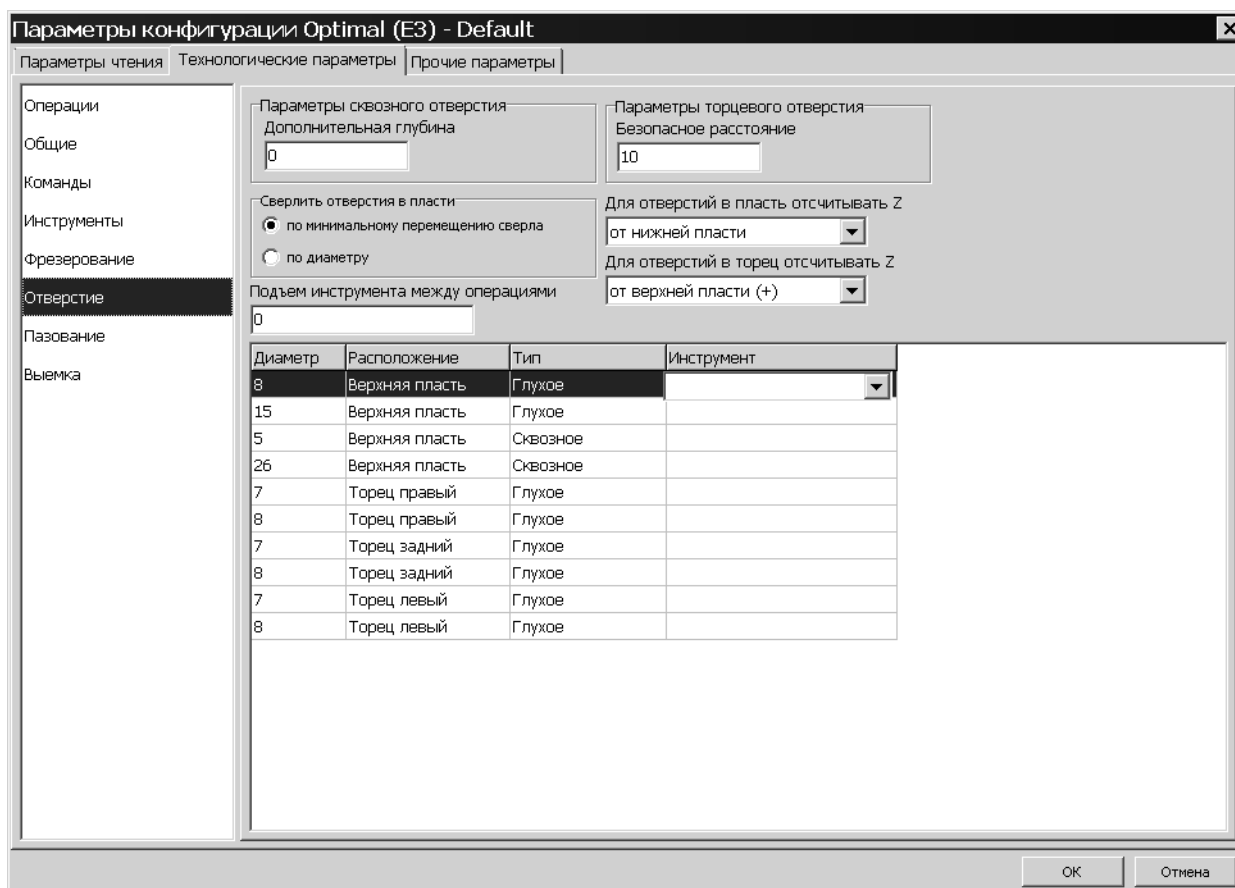 Параметры конфигурации Optimal (E3) - Default
Параметры чтения Технологические параметры Прочие параметры
Операции
Общие
Команды
Инструменты
Фрезерование
Отверстие
Пазование
Выемка
Параметры сквозного отверстия
Дополнительная глубина
0
Параметры торцевого отверстия
Безопасное расстояние
10
Сверлить отверстия в пласти
по минимальному перемещению сверла
по диаметру
Для отверстий в пласть отсчитывать Z
от нижней пласти
Для отверстий в торец отсчитывать Z
от верхней пласти (+)
Подъем инструмента между операциями
0
Диаметр Расположение Тип Инструмент
8 Верхняя пласть Глухое
15 Верхняя пласть Глухое
5 Верхняя пласть Сквозное
26 Верхняя пласть Сквозное
7 Торец правый Глухое
8 Торец правый Глухое
7 Торец задний Глухое
8 Торец задний Глухое
7 Торец левый Глухое
8 Торец левый Глухое
ОК Отмена